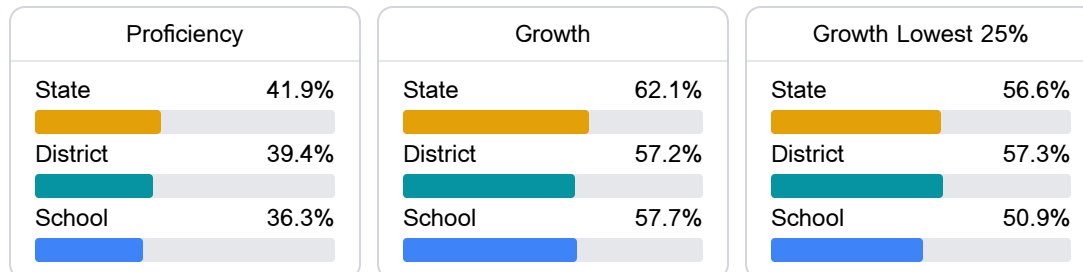 Proficiency
State 41.9%
District 39.4%
School 36.3%
Growth
State 62.1%
District 57.2%
School 57.7%
Growth Lowest 25%
State 56.6%
District 57.3%
School 50.9%